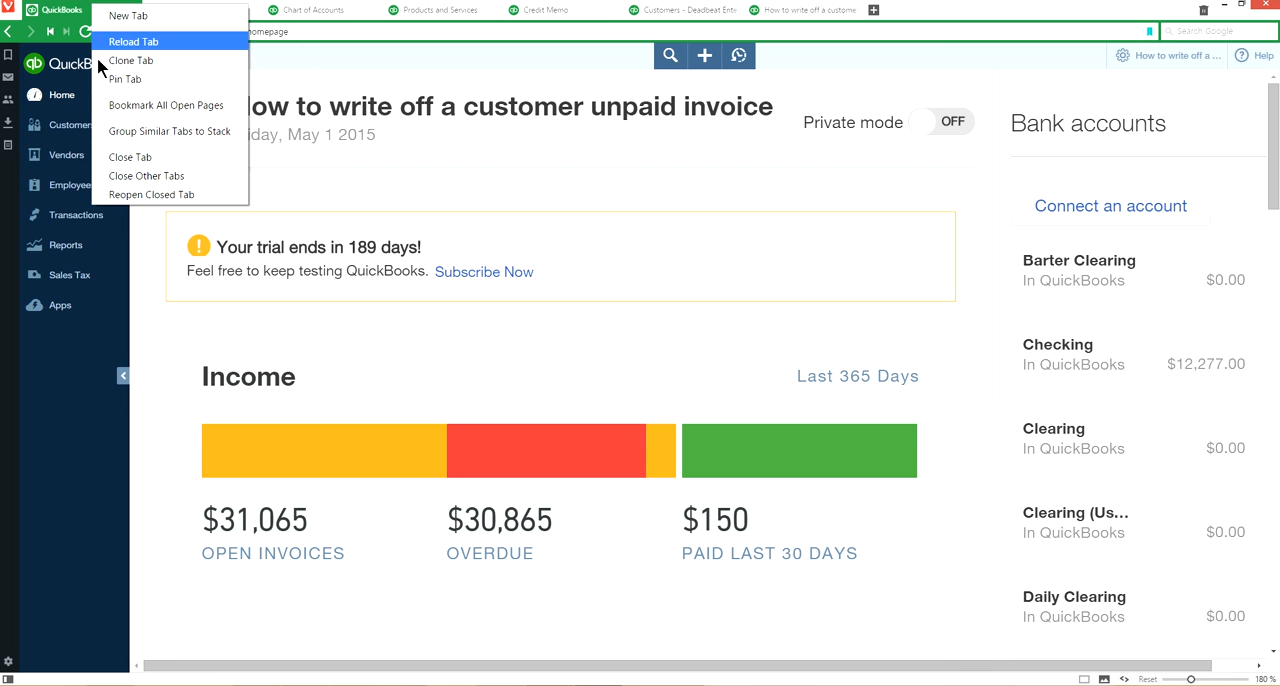 QuickBooks
Chart of Accounts
Products and Services
Credit Memo
Customers - Deadbeat Ente
How to write off a custome
New Tab
Reload Tab
Clone Tab
Pin Tab
Bookmark All Open Pages
Group Similar Tabs to Stack
Close Tab
Close Other Tabs
Reopen Closed Tab
omepage
Search Google
qb QuickB
How to write off a ...
Help
Home
Customer
Vendors
Employee
Transactions
Reports
Sales Tax
Apps
ow to write off a customer unpaid invoice
iday, May 1 2015
Private mode OFF
Your trial ends in 189 days!
Feel free to keep testing QuickBooks. Subscribe Now
Income
Last 365 Days
$31,065
OPEN INVOICES
$30,865
OVERDUE
$150
PAID LAST 30 DAYS
Bank accounts
Connect an account
Barter Clearing
In QuickBooks $0.00
Checking
In QuickBooks $12,277.00
Clearing
In QuickBooks $0.00
Clearing (Us...
In QuickBooks $0.00
Daily Clearing
In QuickBooks $0.00
Reset 180 %